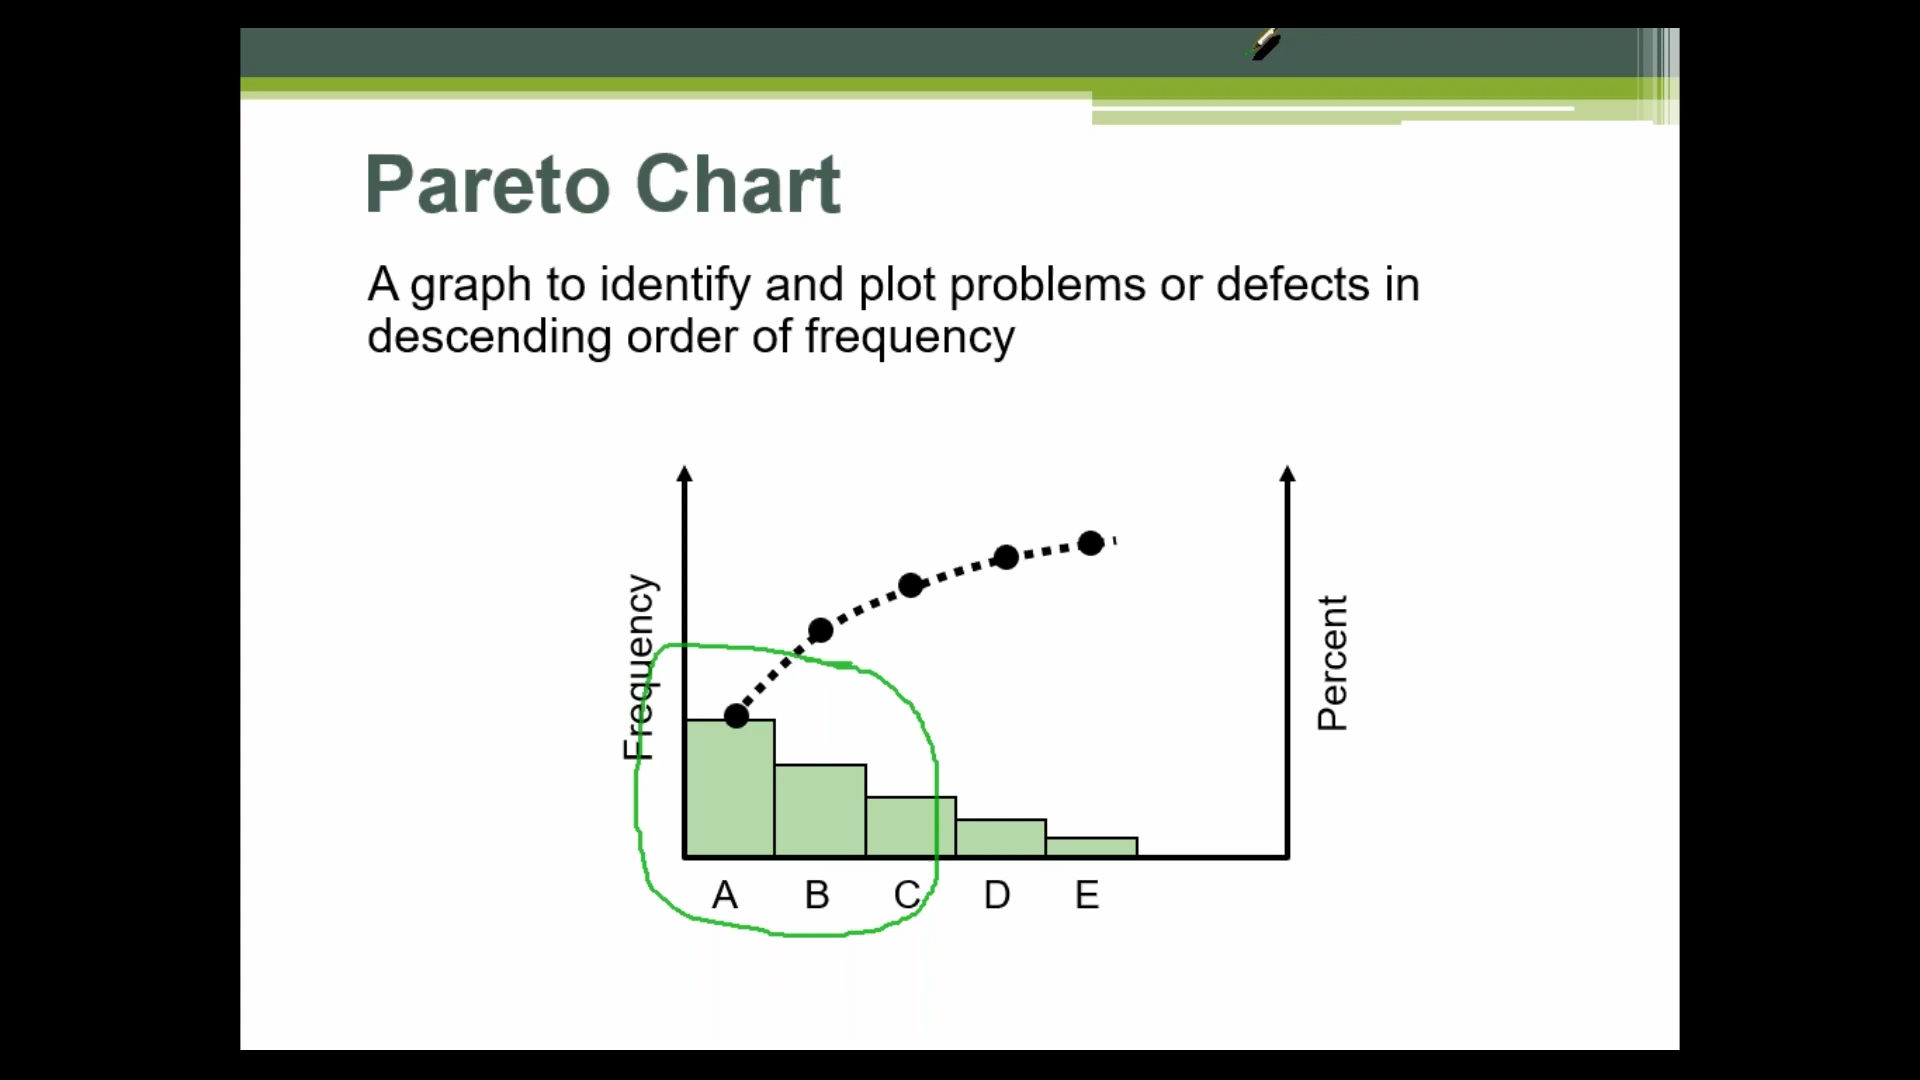 Pareto Chart
A graph to identify and plot problems or defects in
descending order of frequency
Frequency
Percent
A B C D E